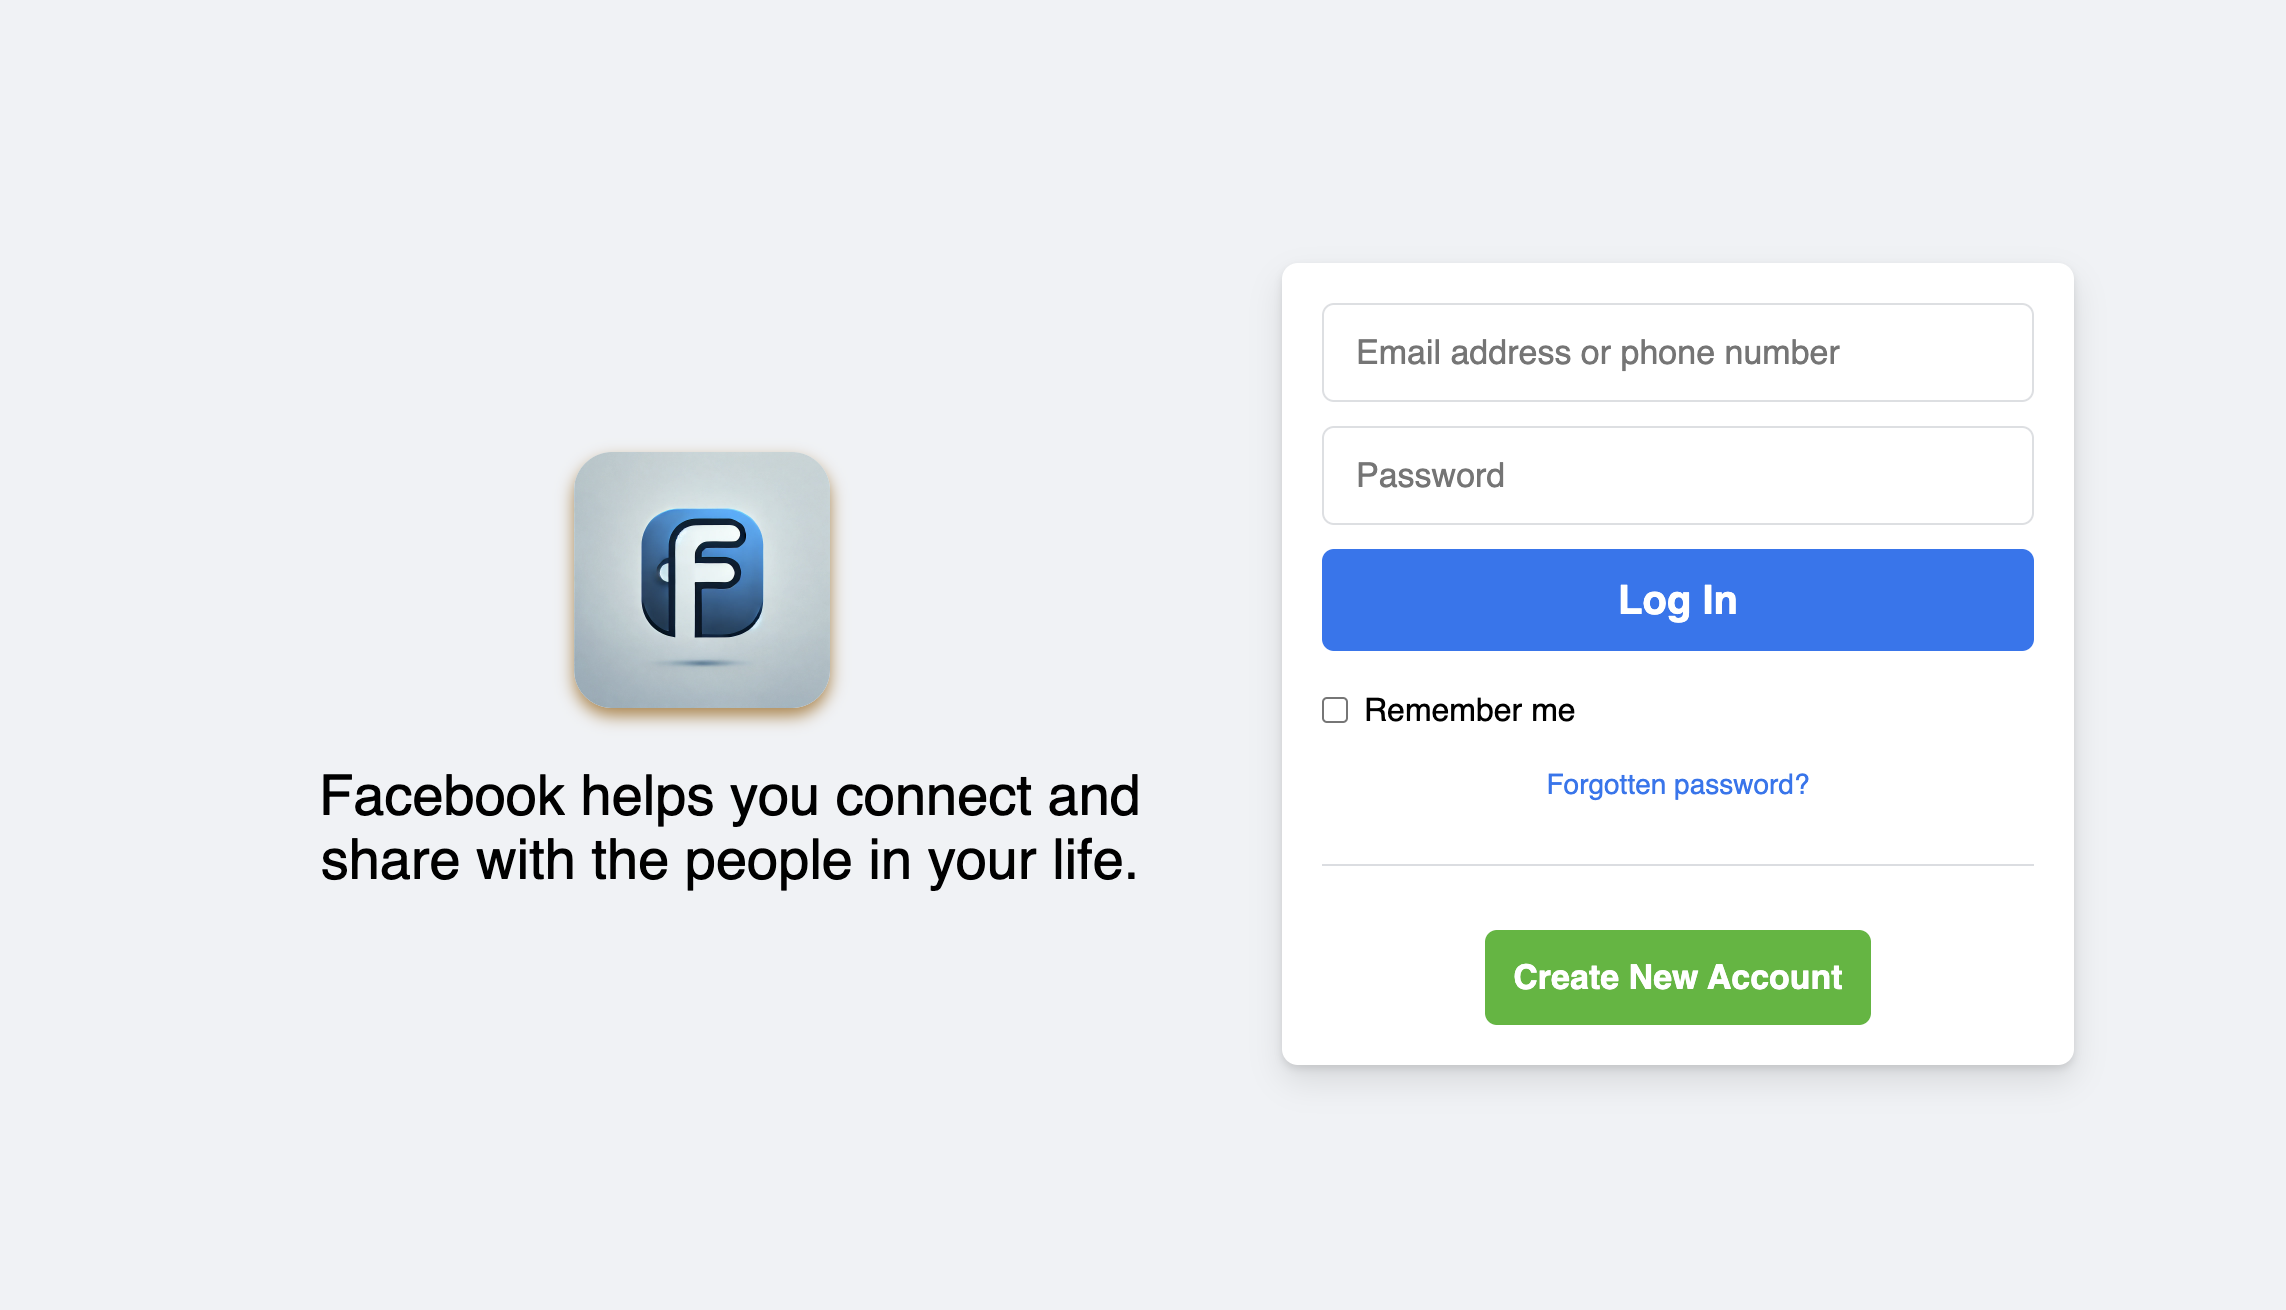 F
Facebook helps you connect and
share with the people in your life.
Email address or phone number
Password
Log In
Remember me
Forgotten password?
Create New Account